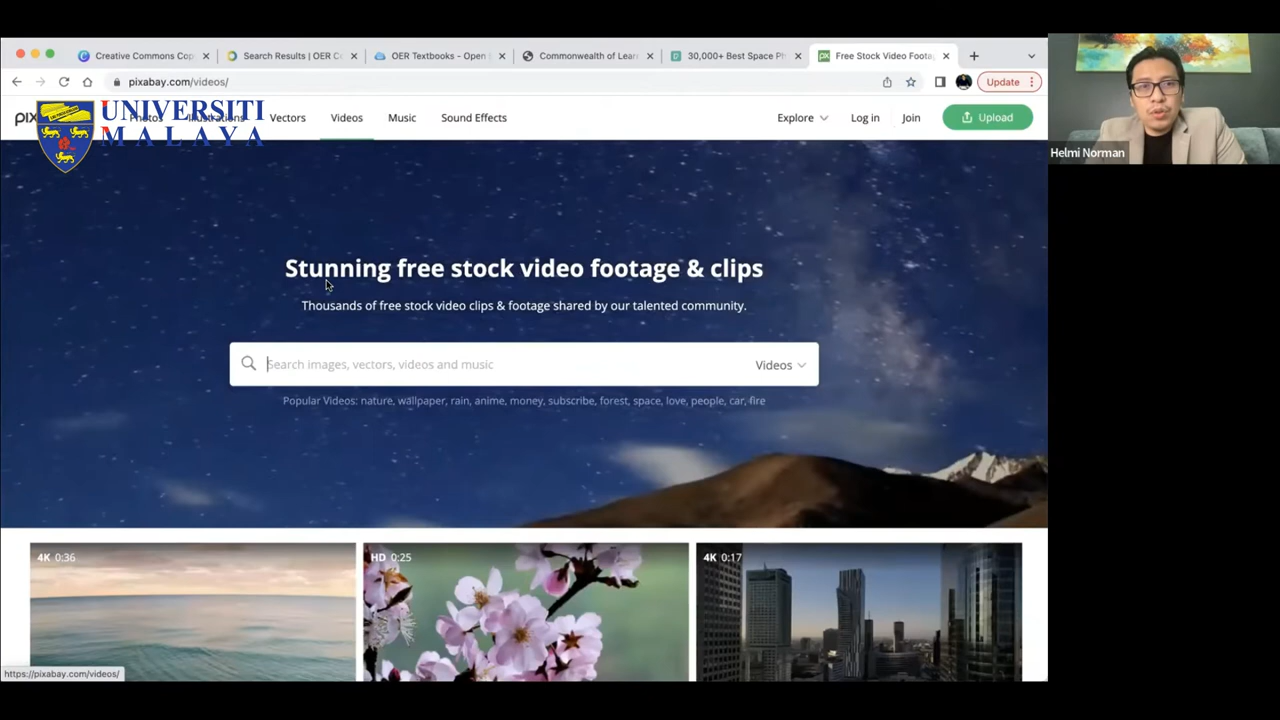 Creative Commons Cop
Search Results | OER C
OER Textbooks - Open
Commonwealth of Lear
30,000+ Best Space Ph
Free Stock Video Foota
pixabay.com/videos/
Update
UNIVERSITI
MALAYA
Photos
Illustrations
Vectors
Videos
Music
Sound Effects
Explore
Log in
Join
Upload
Helmi Norman
Stunning free stock video footage & clips
Thousands of free stock video clips & footage shared by our talented community.
Search images, vectors, videos and music
Videos
Popular Videos: nature, wallpaper, rain, anime, money, subscribe, forest, space, love, people, car, fire
4K 0:36
HD 0:25
4K 0:17
https://pixabay.com/videos/